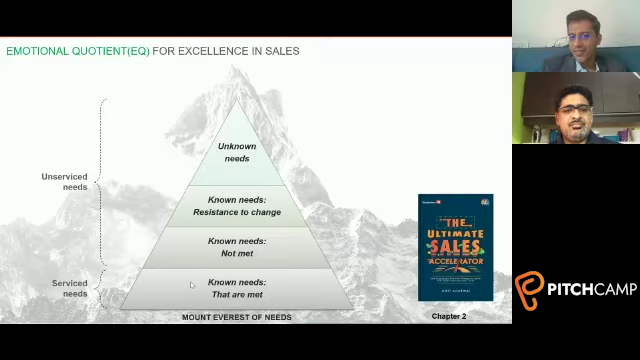 EMOTIONAL QUOTIENT(EQ) FOR EXCELLENCE IN SALES
Unknown
needs
Unserviced
needs
Known needs:
Resistance to change
Known needs:
Not met
Serviced
needs
Known needs:
That are met
MOUNT EVEREST OF NEEDS
THE
ULTIMATE
SALES
ACCELERATOR
AMIT AGARWAL
Chapter 2
PITCHCAMP